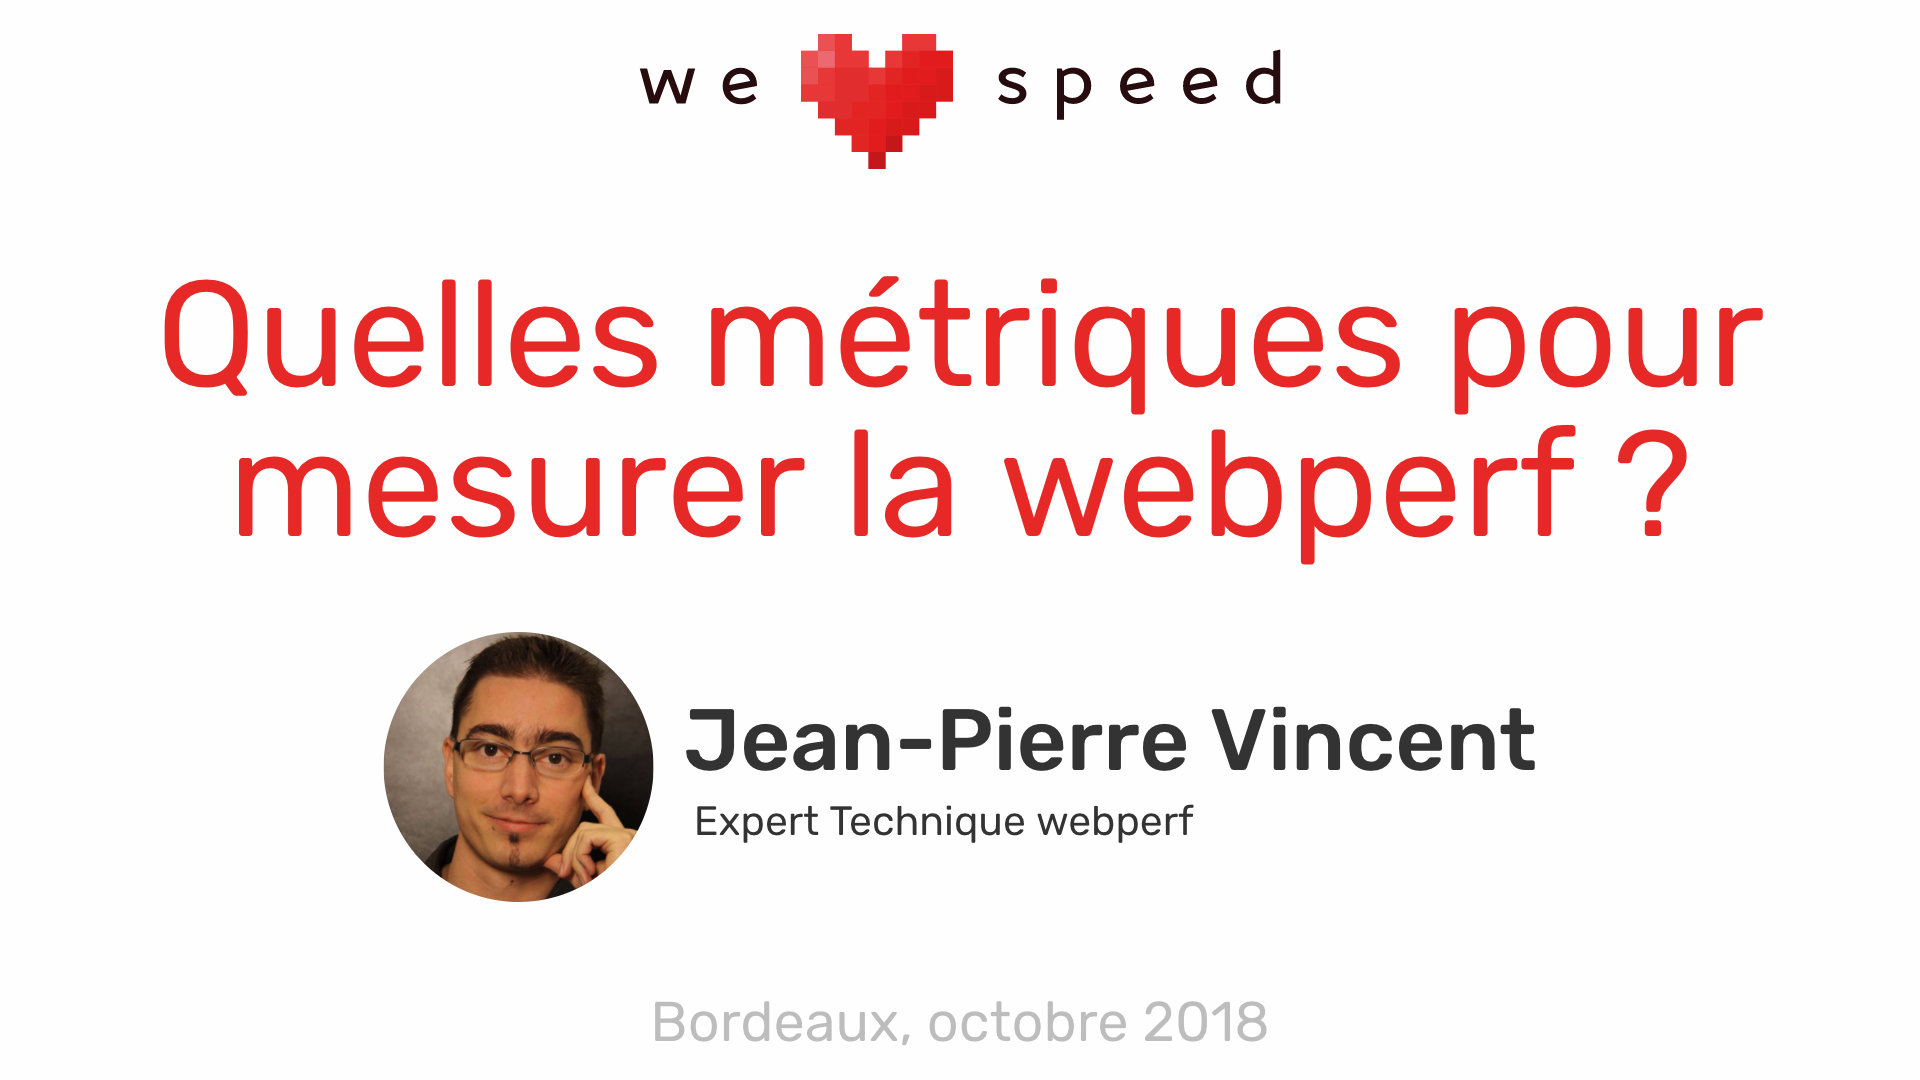 we speed
Quelles métriques pour
mesurer la webperf ?
Jean-Pierre Vincent
Expert Technique webperf
Bordeaux, octobre 2018